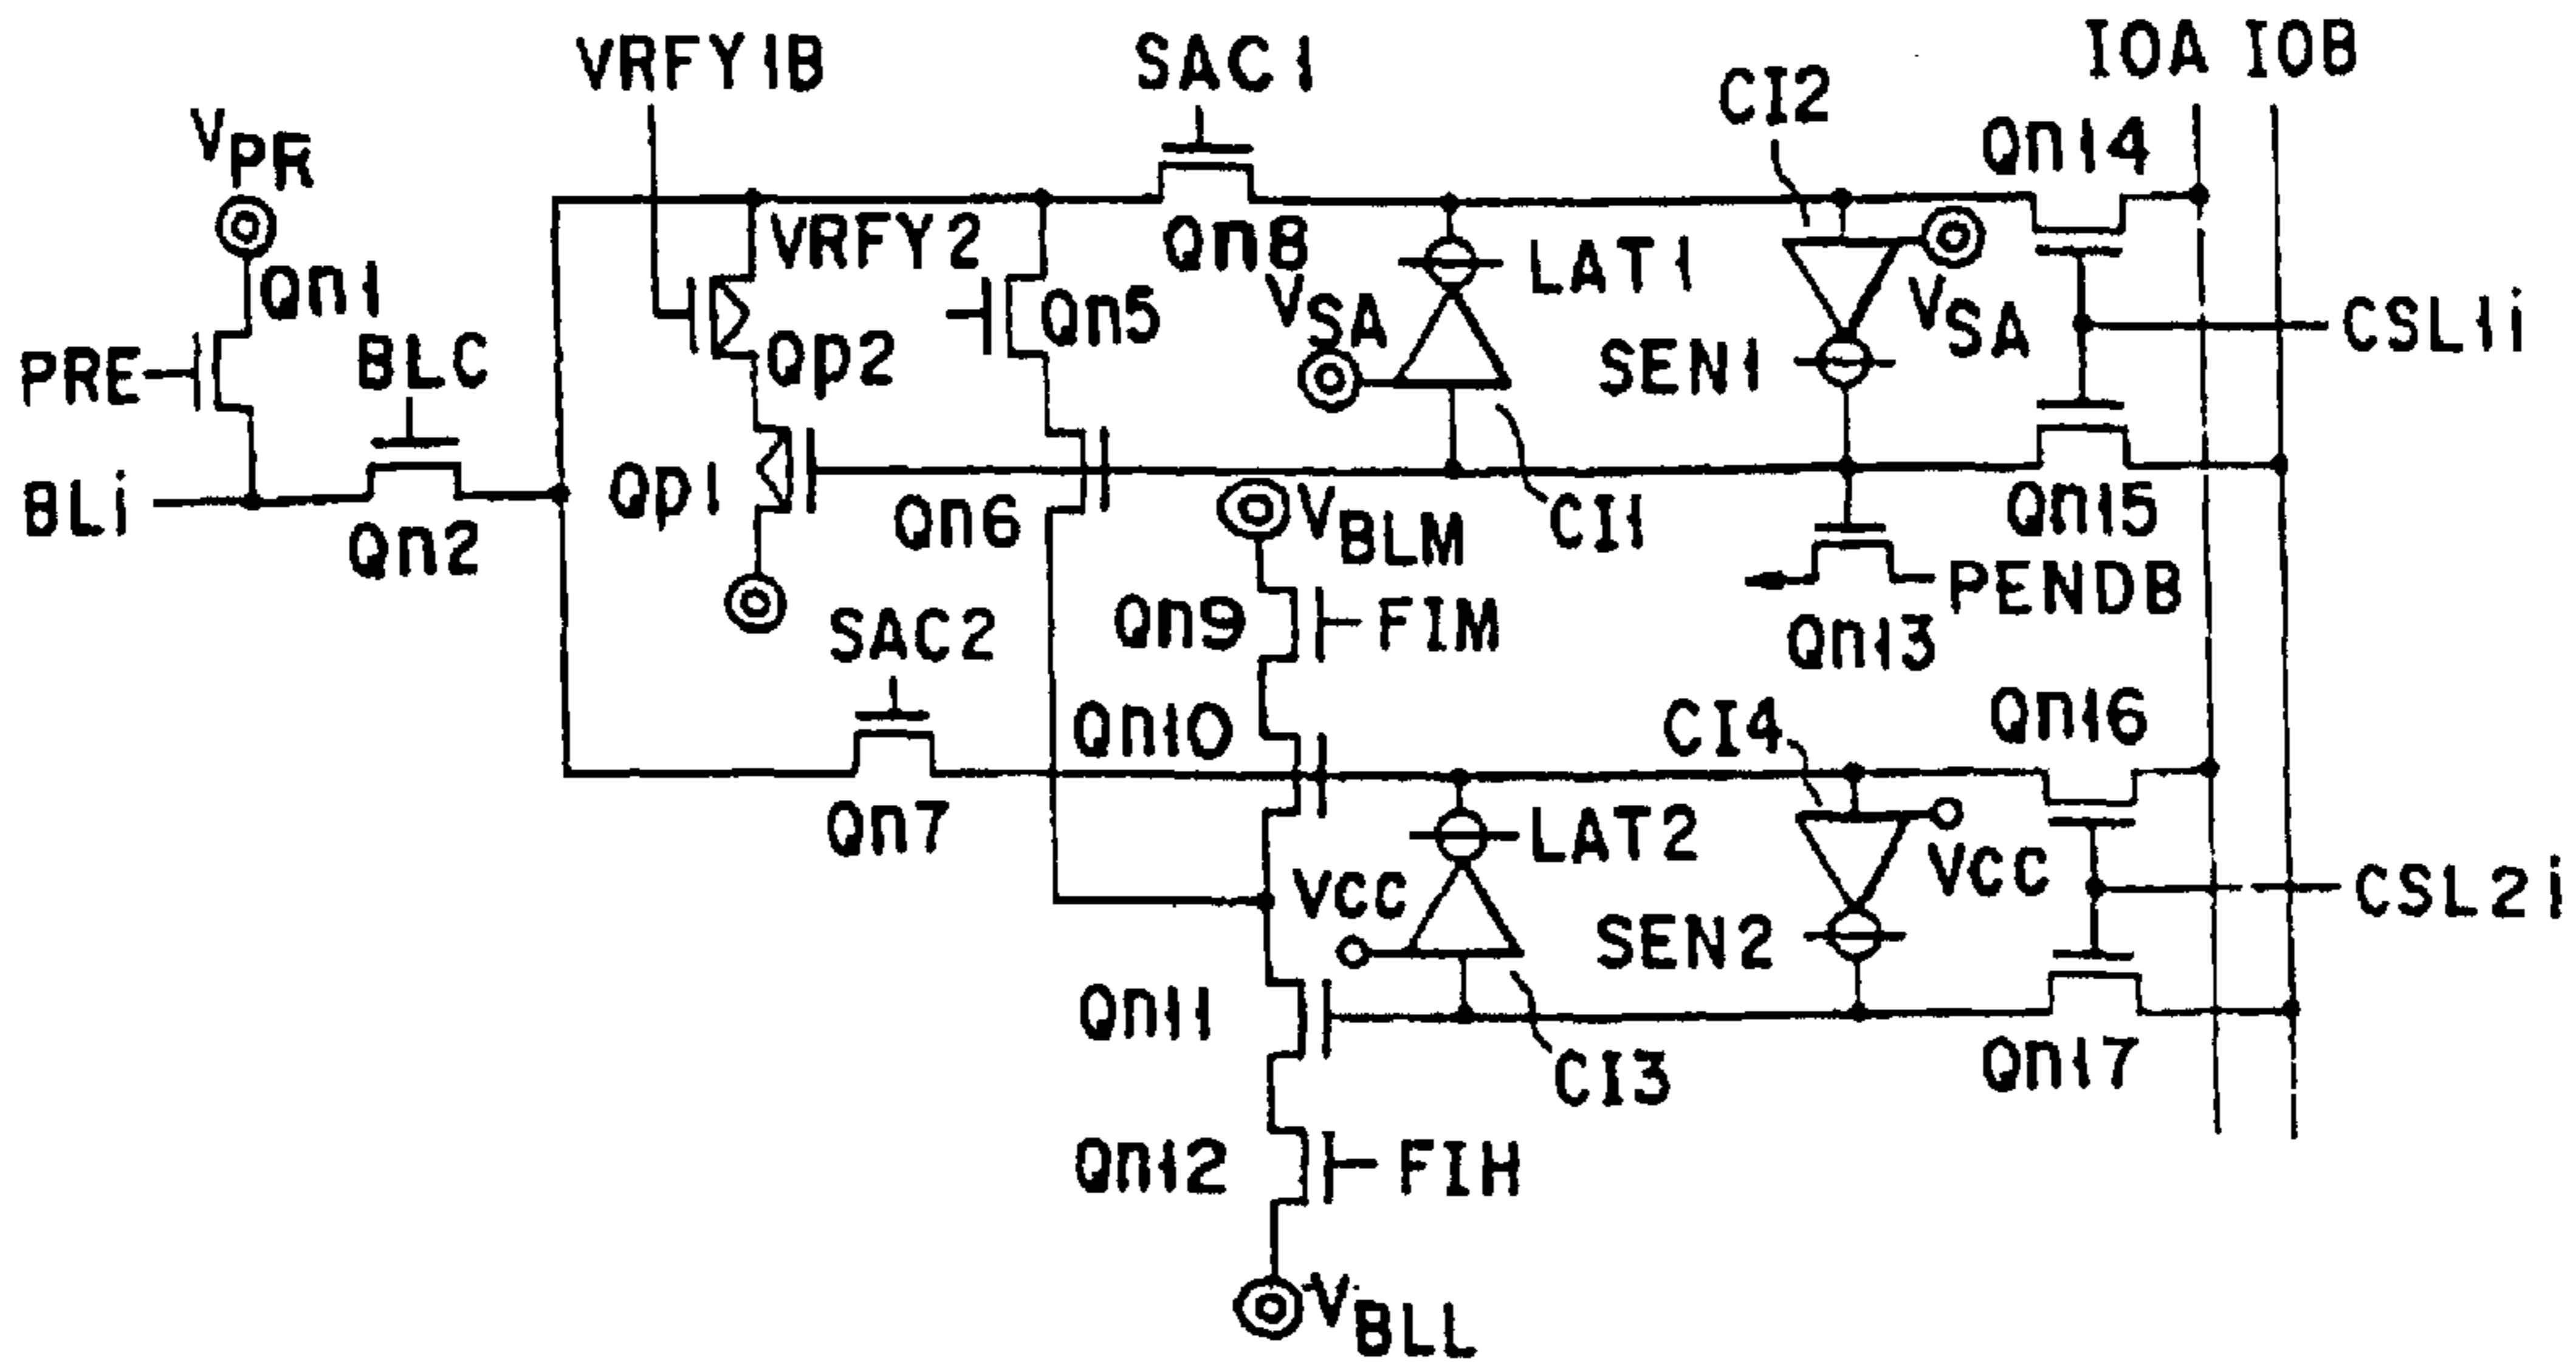 IOA IOB
VRFY1B
SAC1
CI2
VPR
Qn14
Qn1
VRFY2
Qn8
LAT1
VSA
VSA
CSL1i
PRE
BLC
Qp2
Qn5
SEN1
BLi
Qn2
Qp1
Qn6
VBLM
CI1
Qn15
PENDB
Qn13
SAC2
Qn9
FIM
Qn10
CI4
Qn16
Qn7
LAT2
VCC
VCC
CSL2i
SEN2
Qn11
CI3
Qn17
Qn12
FIH
VBLL